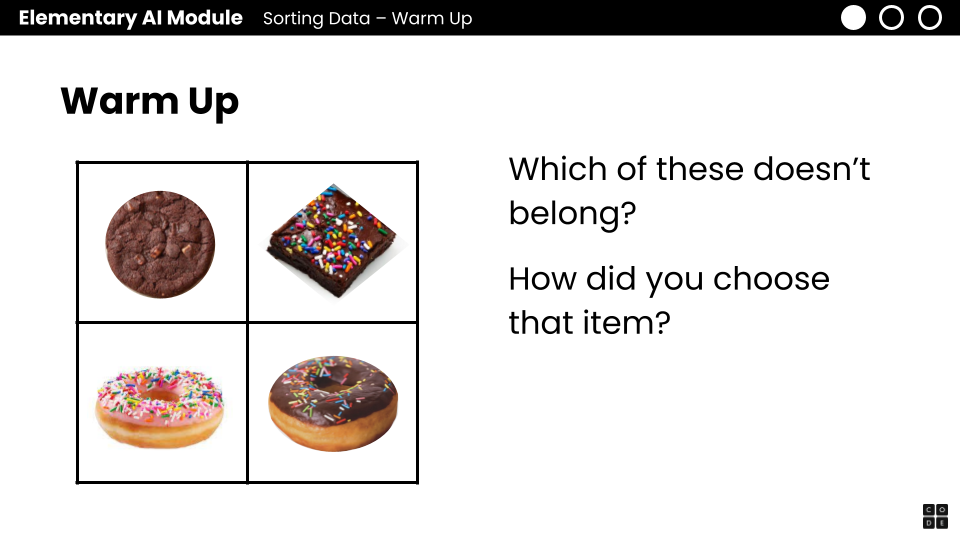 Elementary AI Module Sorting Data – Warm Up
Warm Up
Which of these doesn’t
belong?
How did you choose
that item?
C O
D E